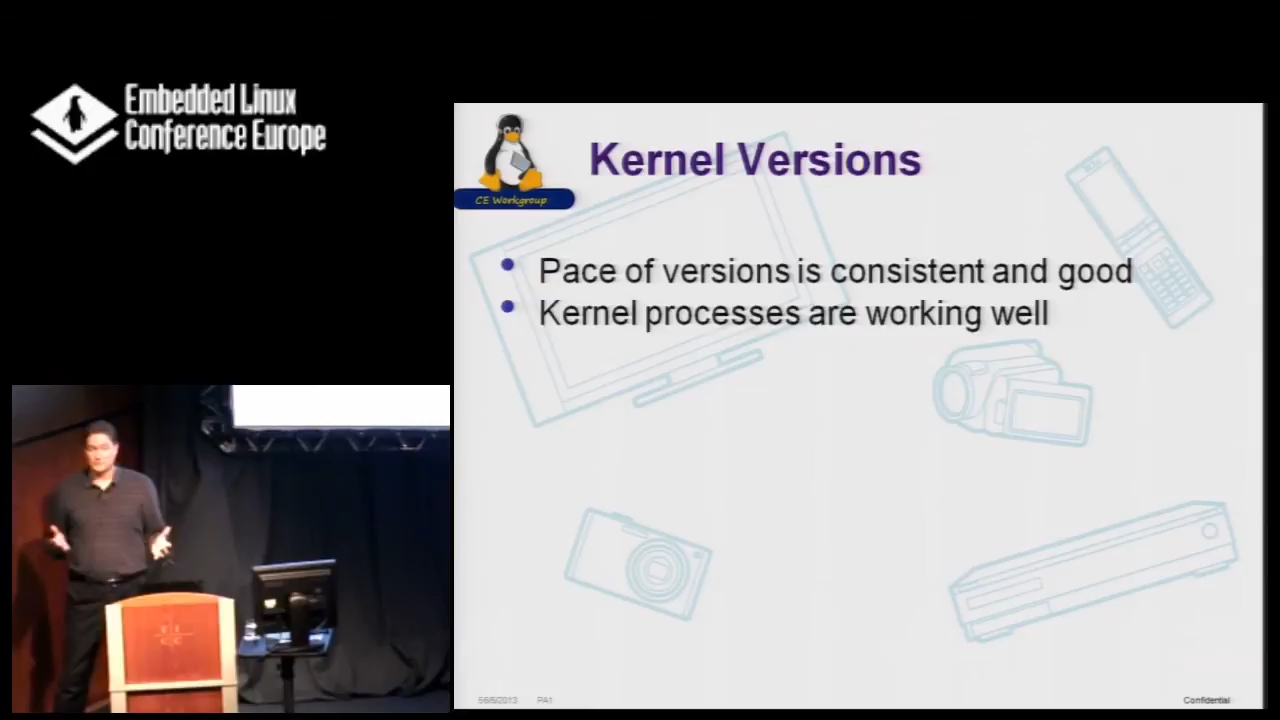 Embedded Linux
Conference Europe
CE Workgroup
Kernel Versions
Pace of versions is consistent and good
Kernel processes are working well
PA1
Confidential